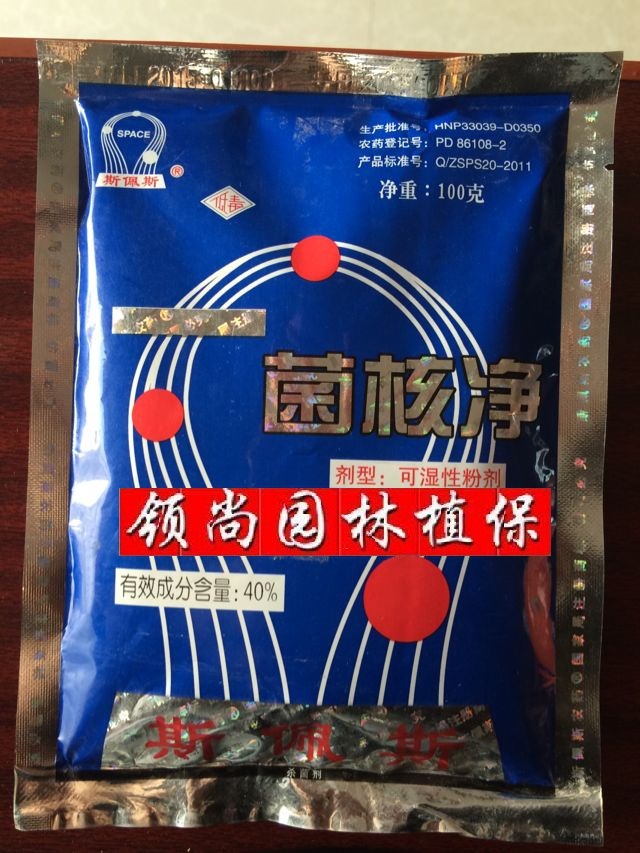 SPACE
斯佩斯®
生产批准号：HNP33039-D0350
农药登记号：PD 86108-2
产品标准号：Q/ZSPS20-2011
净重：100克
低毒
菌核净
剂型：可湿性粉剂
领尚园林植保
有效成分含量：40%
斯佩斯
杀菌剂